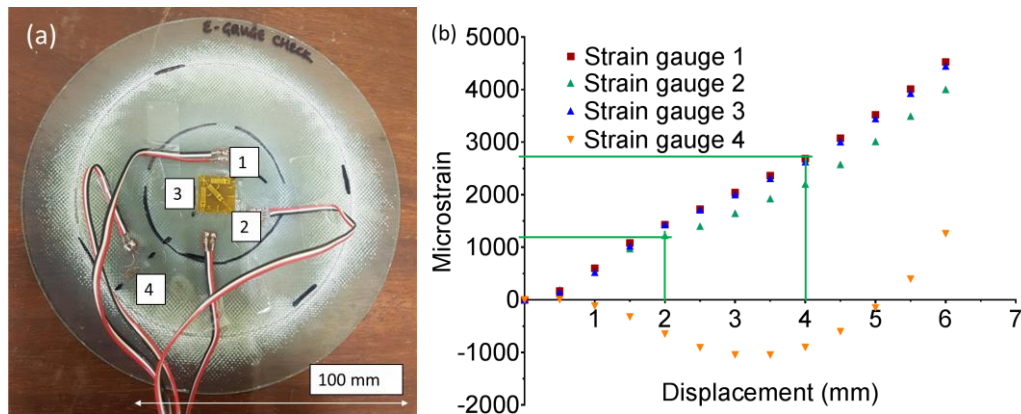 (a)
E-GAUGE CHECK
1
3
2
4
100 mm
(b)
5000
4000
3000
2000
1000
0
-1000
-2000
Microstrain
Strain gauge 1
Strain gauge 2
Strain gauge 3
Strain gauge 4
1 2 3 4 5 6 7
Displacement (mm)